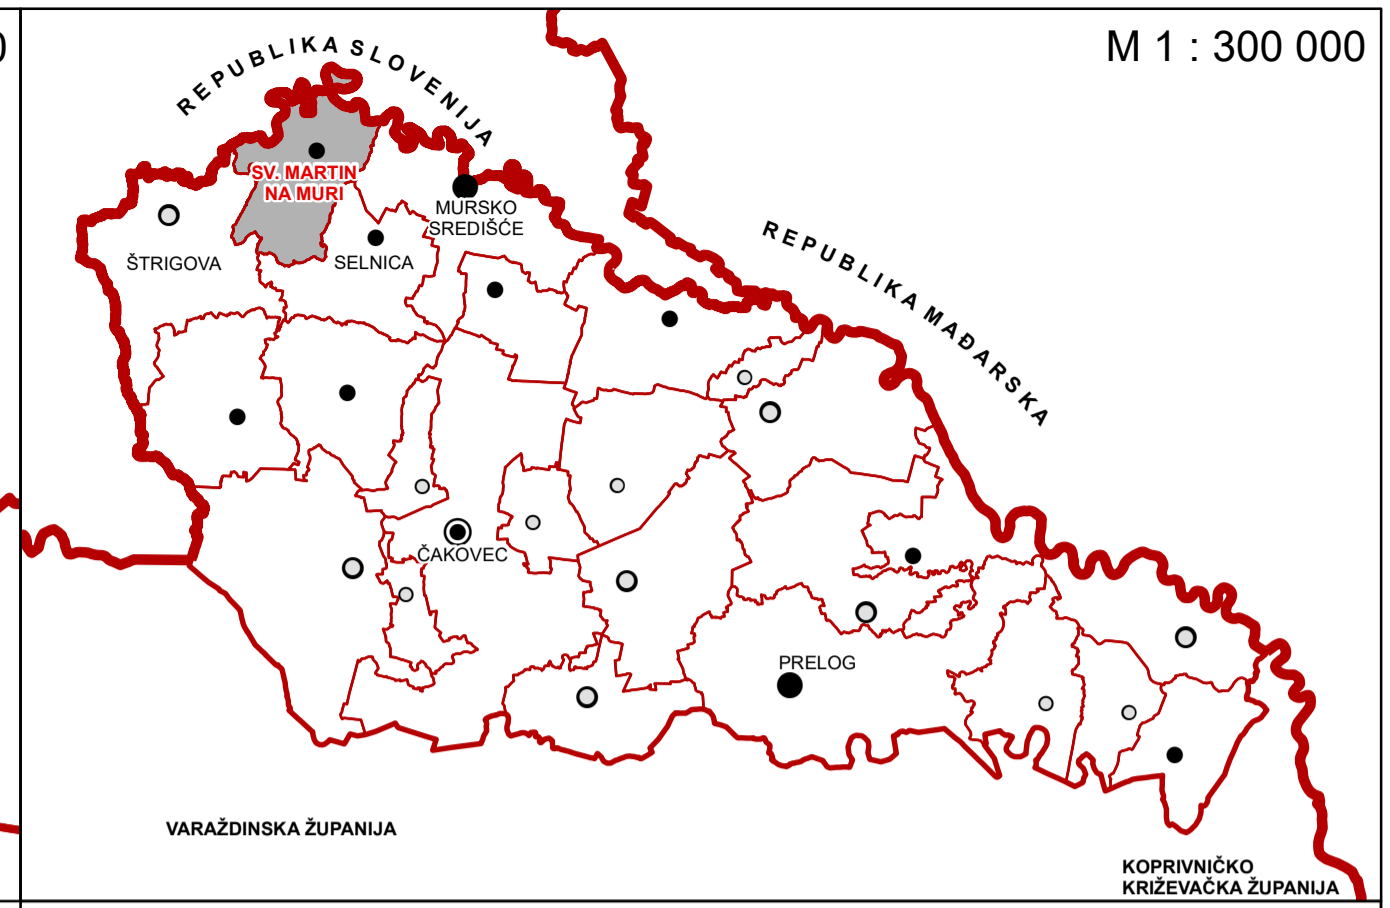 0
M 1 : 300 000
REPUBLIKA SLOVENIJA
SV. MARTIN
NA MURI
MURSKO
SREDIŠĆE
ŠTRIGOVA
SELNICA
REPUBLIKA MAĐARSKA
ČAKOVEC
PRELOG
VARAŽDINSKA ŽUPANIJA
KOPRIVNIČKO
KRIŽEVAČKA ŽUPANIJA